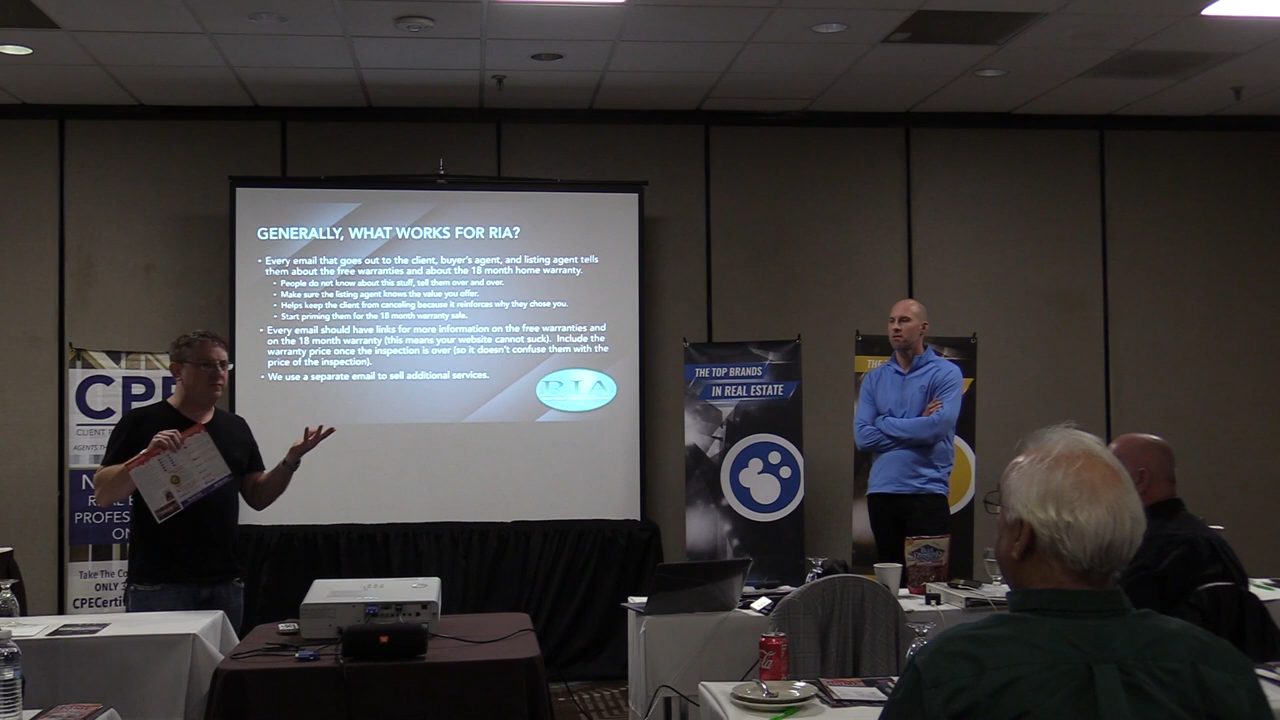 GENERALLY, WHAT WORKS FOR RIA?
• Every email that goes out to the client, buyer's agent, and listing agent tells
them about the free warranties and about the 18 month home warranty.
• People do not know about this stuff, tell them over and over.
• Make sure the listing agent knows the value you offer.
• Helps keep the client from canceling because it reinforces why they chose you.
• Start priming them for the 18 month warranty sale.
• Every email should have links for more information on the free warranties and
on the 18 month warranty (this means your website cannot suck). Include the
warranty price once the inspection is over (so it doesn't confuse them with the
price of the inspection).
• We use a separate email to sell additional services.
RIA
CPE
CLIENT
AGENTS
PROFES
ON
Take The Co
ONLY
CPECertif
THE TOP BRANDS
IN REAL ESTATE